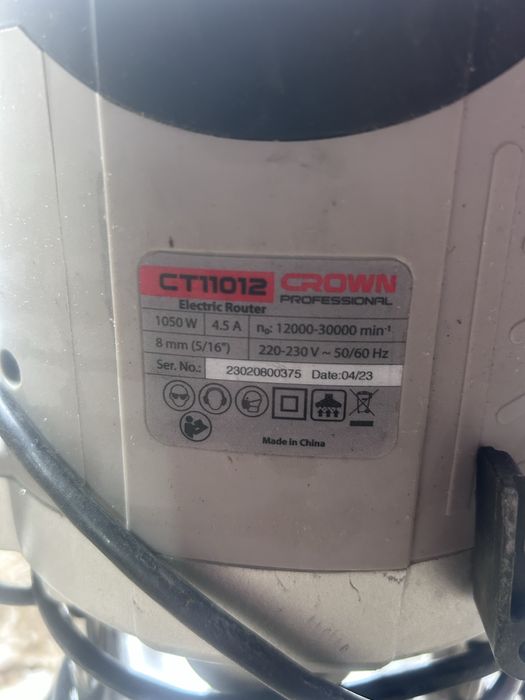 CT11012 CROWN
Electric Router PROFESSIONAL
1050 W 4.5 A n₀: 12000-30000 min⁻¹
8 mm (5/16") 220-230 V ~ 50/60 Hz
Ser. No.: 23020800375 Date:04/23
Made in China